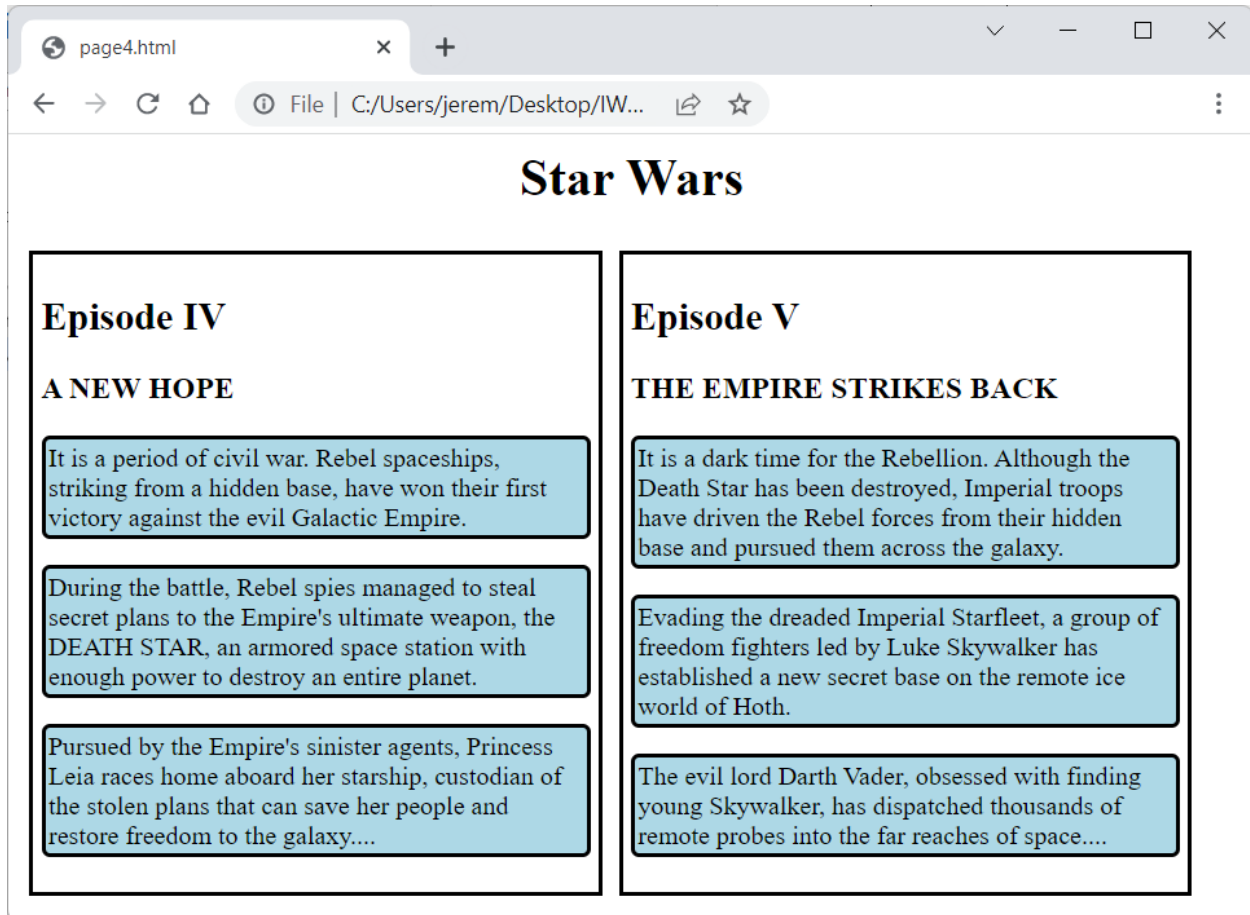 page4.html
File | C:/Users/jerem/Desktop/IW...
Star Wars
Episode IV
A NEW HOPE
It is a period of civil war. Rebel spaceships,
striking from a hidden base, have won their first
victory against the evil Galactic Empire.
During the battle, Rebel spies managed to steal
secret plans to the Empire's ultimate weapon, the
DEATH STAR, an armored space station with
enough power to destroy an entire planet.
Pursued by the Empire's sinister agents, Princess
Leia races home aboard her starship, custodian of
the stolen plans that can save her people and
restore freedom to the galaxy....
Episode V
THE EMPIRE STRIKES BACK
It is a dark time for the Rebellion. Although the
Death Star has been destroyed, Imperial troops
have driven the Rebel forces from their hidden
base and pursued them across the galaxy.
Evading the dreaded Imperial Starfleet, a group of
freedom fighters led by Luke Skywalker has
established a new secret base on the remote ice
world of Hoth.
The evil lord Darth Vader, obsessed with finding
young Skywalker, has dispatched thousands of
remote probes into the far reaches of space....